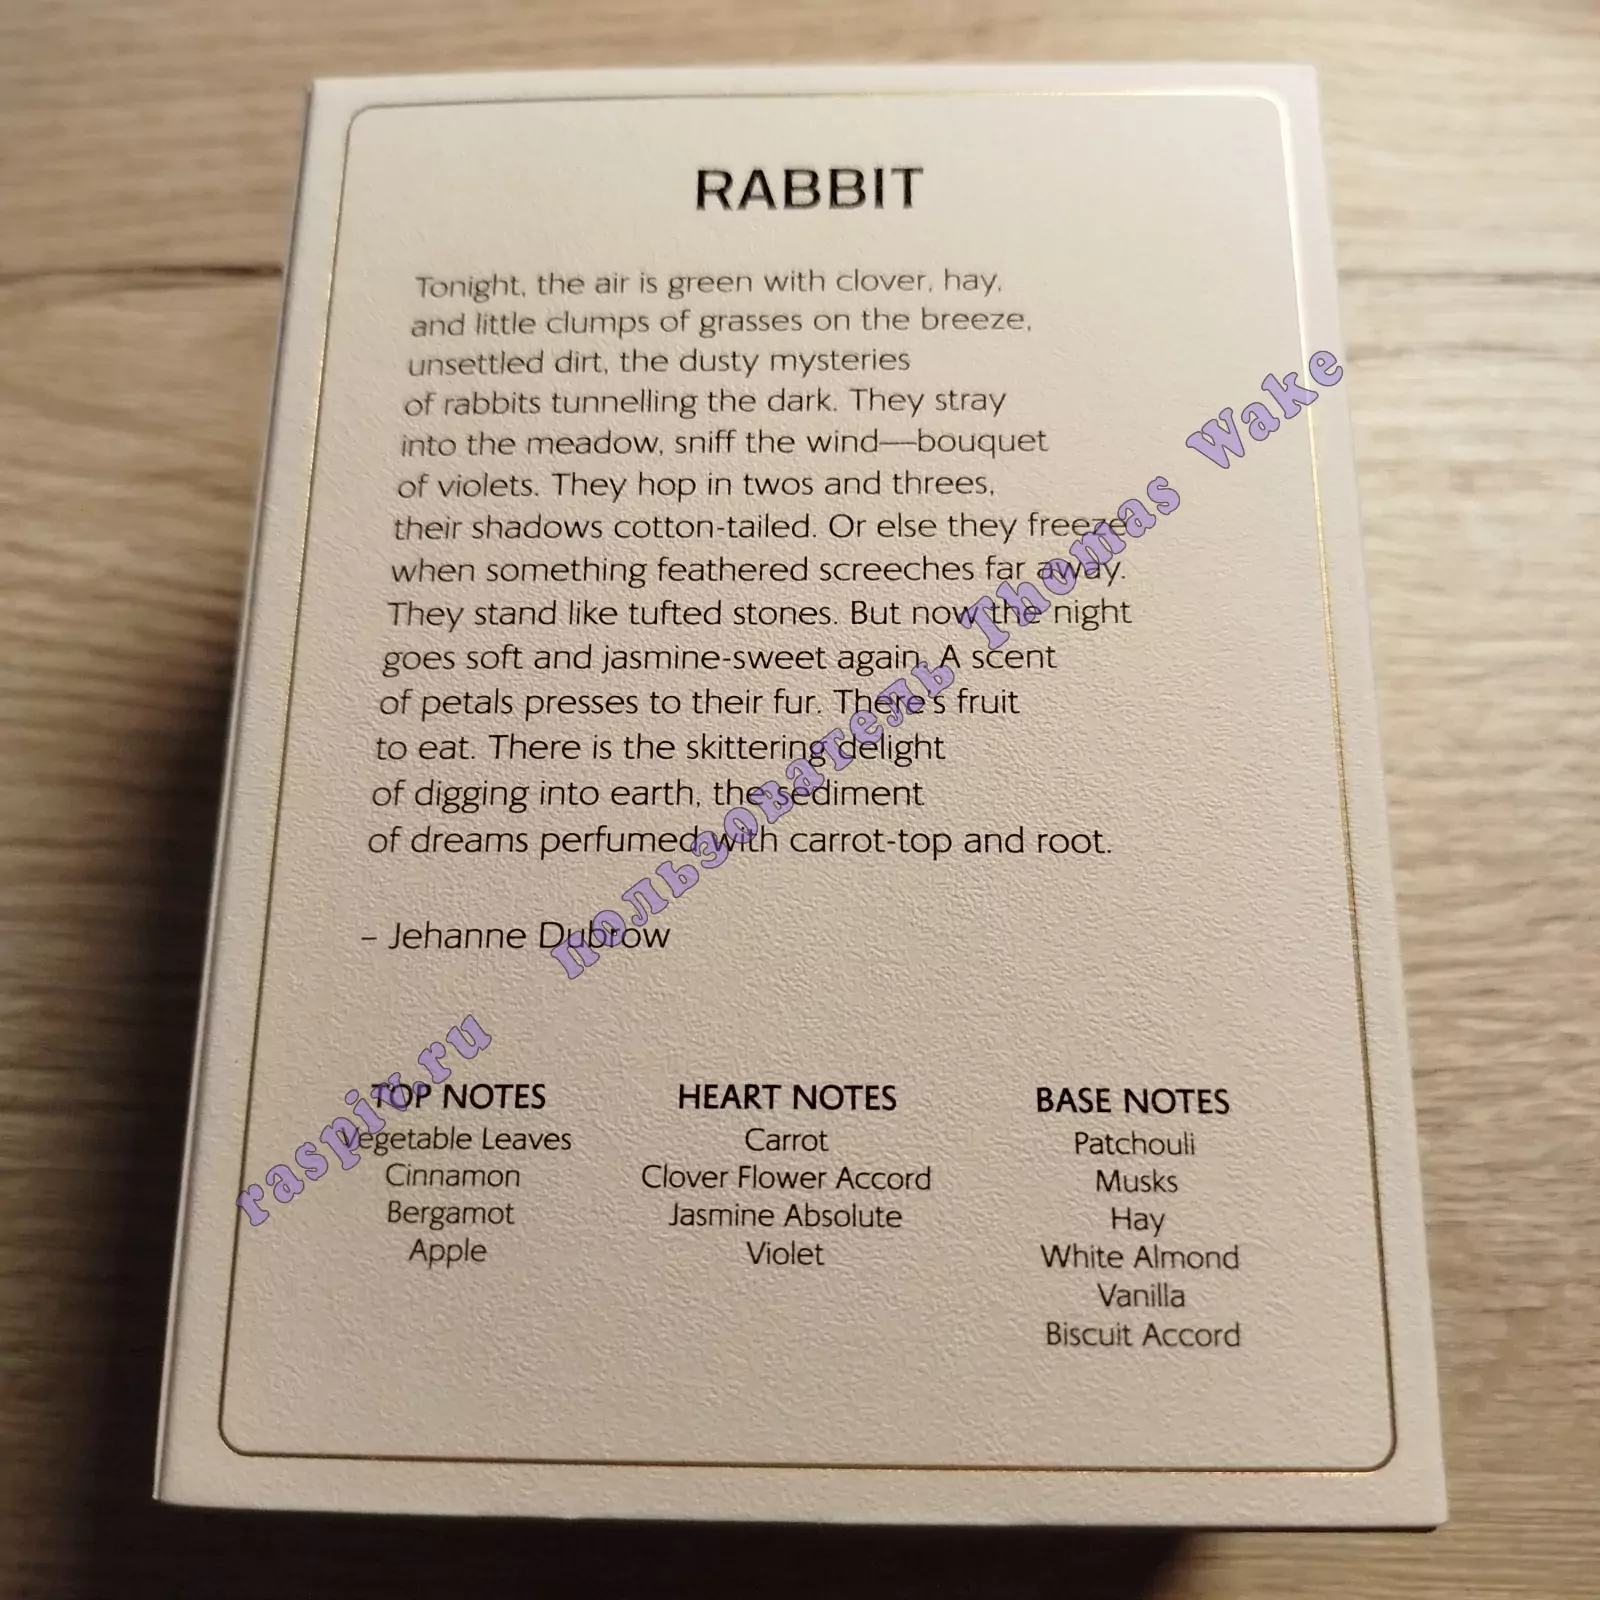 RABBIT
Tonight, the air is green with clover, hay,
and little clumps of grasses on the breeze,
unsettled dirt, the dusty mysteries
of rabbits tunnelling the dark. They stray
into the meadow, sniff the wind—bouquet
of violets. They hop in twos and threes,
their shadows cotton-tailed. Or else they freeze
when something feathered screeches far away.
They stand like tufted stones. But now the night
goes soft and jasmine-sweet again. A scent
of petals presses to their fur. There's fruit
to eat. There is the skittering delight
of digging into earth, the sediment
of dreams perfumed with carrot-top and root.
– Jehanne Dubrow
TOP NOTES
Vegetable Leaves
Cinnamon
Bergamot
Apple
HEART NOTES
Carrot
Clover Flower Accord
Jasmine Absolute
Violet
BASE NOTES
Patchouli
Musks
Hay
White Almond
Vanilla
Biscuit Accord
raspiv.ru пользователь Thomas Wake